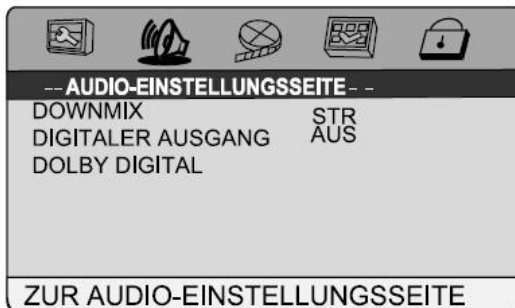 -- AUDIO-EINSTELLUNGSSEITE- -
DOWNMIX STR
DIGITALER AUSGANG AUS
DOLBY DIGITAL
ZUR AUDIO-EINSTELLUNGSSEITE